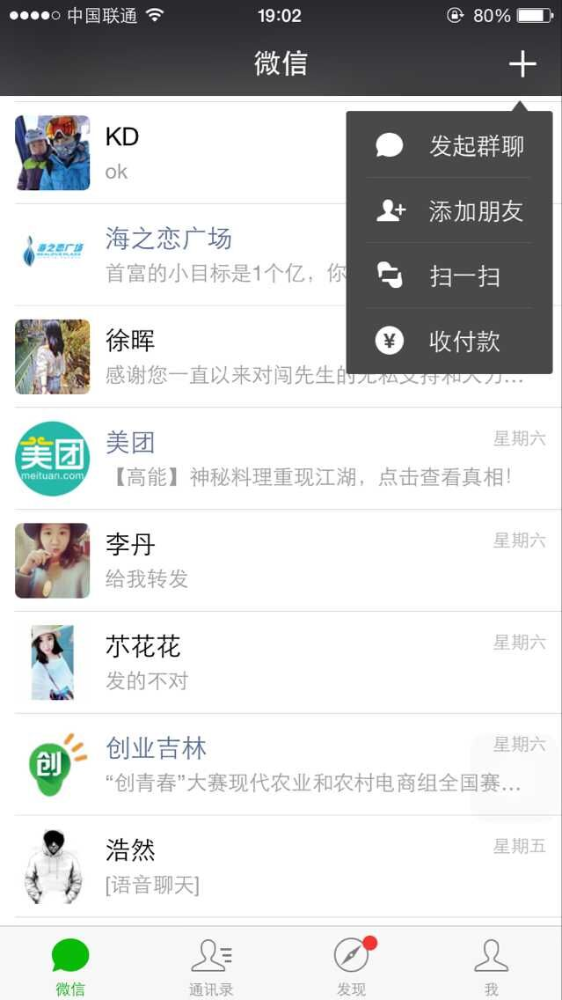 中国联通 19:02 80%
微信
KD
ok
发起群聊
添加朋友
扫一扫
收付款
海之恋广场
海之恋广场
首富的小目标是1个亿，你
徐晖
感谢您一直以来对闯先生的无私支持和大力...
美团
meituan.com
美团 星期六
【高能】神秘料理重现江湖，点击查看真相！
李丹 星期六
给我转发
芣花花 星期六
发的不对
创
创业吉林 星期六
“创青春”大赛现代农业和农村电商组全国赛...
浩然 星期五
[语音聊天]
微信 通讯录 发现 我